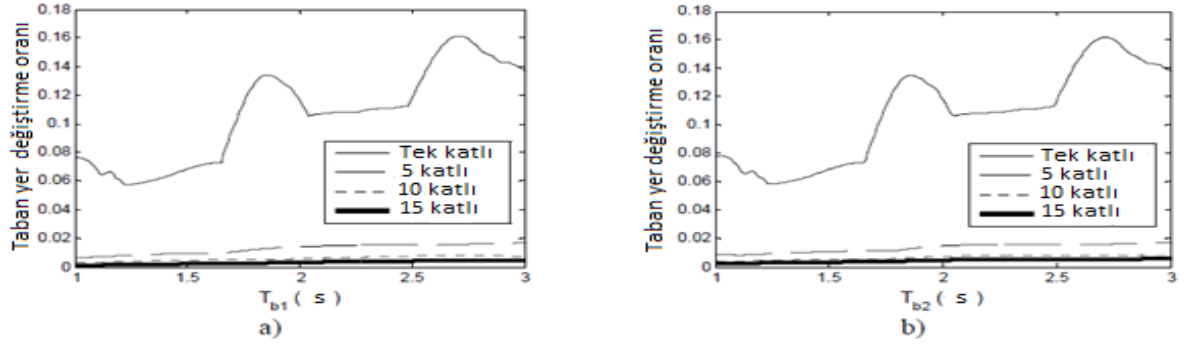 Taban yer değiştirme oranı
0.18
0.16
0.14
0.12
0.1
0.08
0.06
0.04
0.02
0
Tek katlı
5 katlı
10 katlı
15 katlı
1
1.5
2
2.5
3
T_b1 ( s )
a)
Taban yer değiştirme oranı
0.18
0.16
0.14
0.12
0.1
0.08
0.06
0.04
0.02
0
Tek katlı
5 katlı
10 katlı
15 katlı
1
1.5
2
2.5
3
T_b2 ( s )
b)